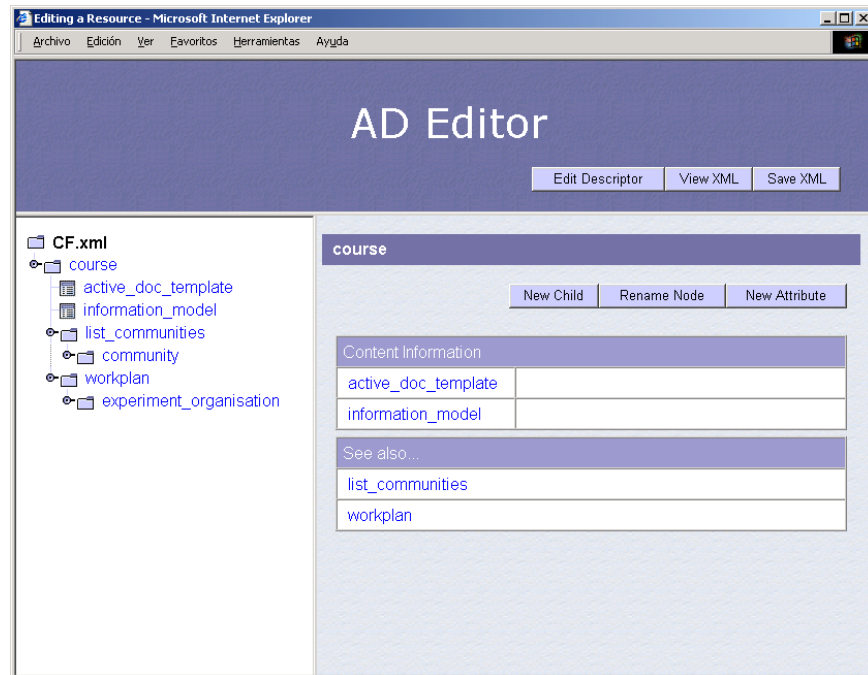 Editing a Resource - Microsoft Internet Explorer
Archivo Edición Ver Favoritos Herramientas Ayuda
AD Editor
Edit Descriptor View XML Save XML
CF.xml
course
active_doc_template
information_model
list_communities
community
workplan
experiment_organisation
course
New Child Rename Node New Attribute
Content Information
active_doc_template
information_model
See also...
list_communities
workplan